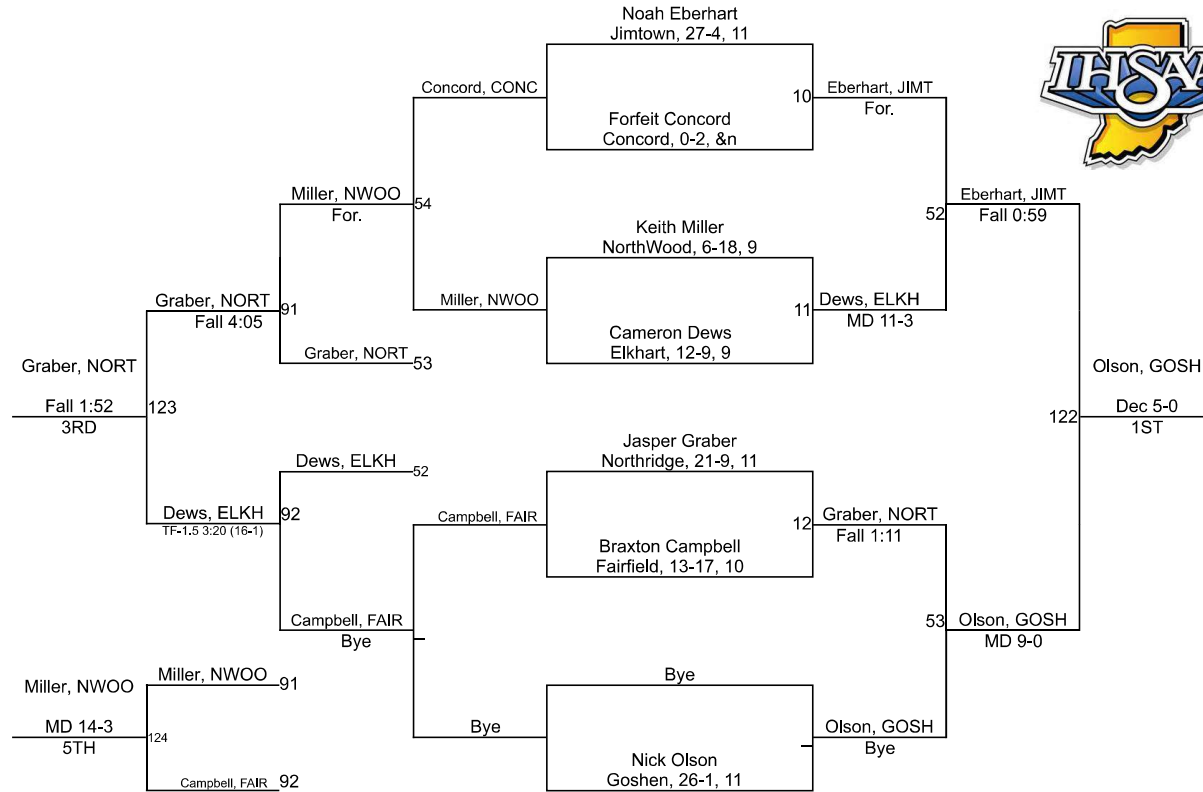 Noah Eberhart
Jimtown, 27-4, 11
IHSAA
Concord, CONC
10
Eberhart, JIMT
For.
Forfeit Concord
Concord, 0-2, &n
Miller, NWOO
For.
54
52
Eberhart, JIMT
Fall 0:59
Keith Miller
NorthWood, 6-18, 9
Graber, NORT
Fall 4:05
91
Miller, NWOO
11
Dews, ELKH
MD 11-3
Cameron Dews
Elkhart, 12-9, 9
Graber, NORT
53
Graber, NORT
Fall 1:52
3RD
123
Olson, GOSH
Dec 5-0
1ST
122
Jasper Graber
Northridge, 21-9, 11
Dews, ELKH
52
Dews, ELKH
TF-1.5 3:20 (16-1)
92
Campbell, FAIR
12
Graber, NORT
Fall 1:11
Braxton Campbell
Fairfield, 13-17, 10
Campbell, FAIR
Bye
53
Olson, GOSH
MD 9-0
Miller, NWOO
MD 14-3
5TH
Miller, NWOO
91
124
Campbell, FAIR
92
Bye
Bye
Olson, GOSH
Bye
Nick Olson
Goshen, 26-1, 11